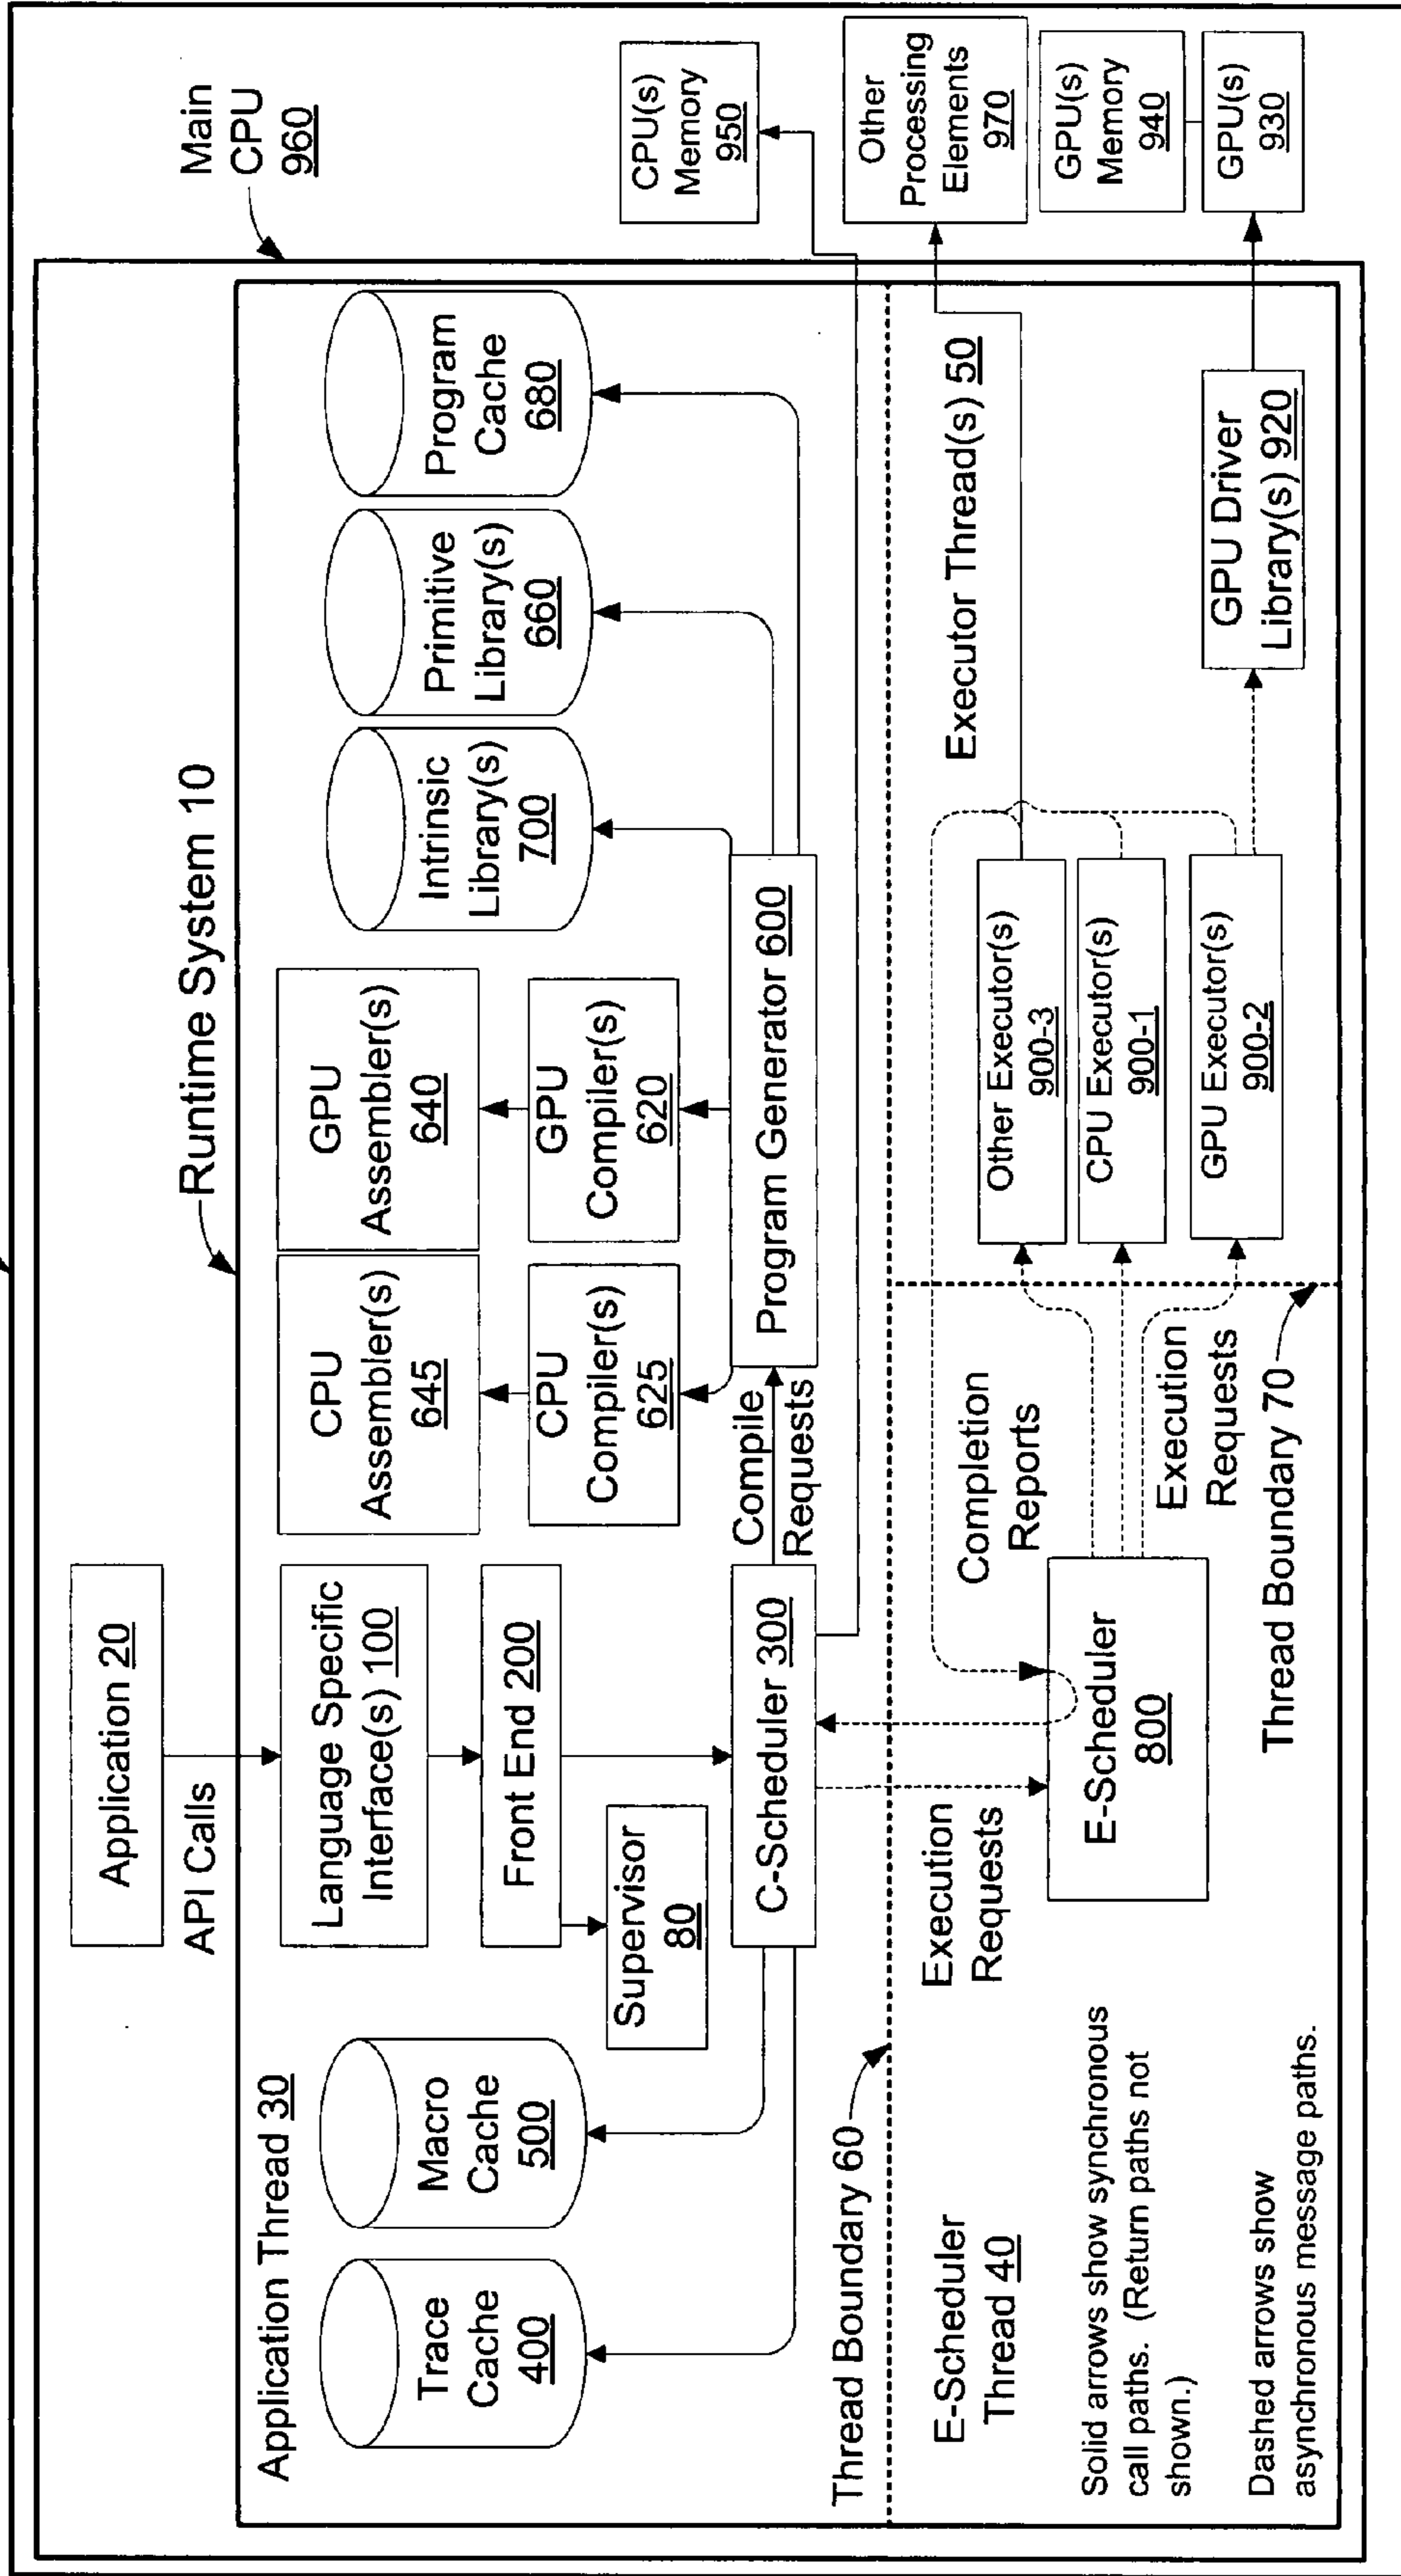 Main
CPU
960
Runtime System 10
Application 20
API Calls
Application Thread 30
Trace
Cache
400
Macro
Cache
500
Language Specific
Interface(s) 100
Front End 200
Supervisor
80
C-Scheduler 300
CPU
Assembler(s)
645
GPU
Assembler(s)
640
CPU
Compiler(s)
625
GPU
Compiler(s)
620
Compile
Requests
Program Generator 600
Intrinsic
Library(s)
700
Primitive
Library(s)
660
Program
Cache
680
CPU(s)
Memory
950
Thread Boundary 60
E-Scheduler
Thread 40
Execution
Requests
E-Scheduler
800
Completion
Reports
Execution
Requests
Thread Boundary 70
Executor Thread(s) 50
Other Executor(s)
900-3
CPU Executor(s)
900-1
GPU Executor(s)
900-2
GPU Driver
Library(s) 920
Other
Processing
Elements
970
GPU(s)
Memory
940
GPU(s)
930
Solid arrows show synchronous
call paths. (Return paths not
shown.)
Dashed arrows show
asynchronous message paths.